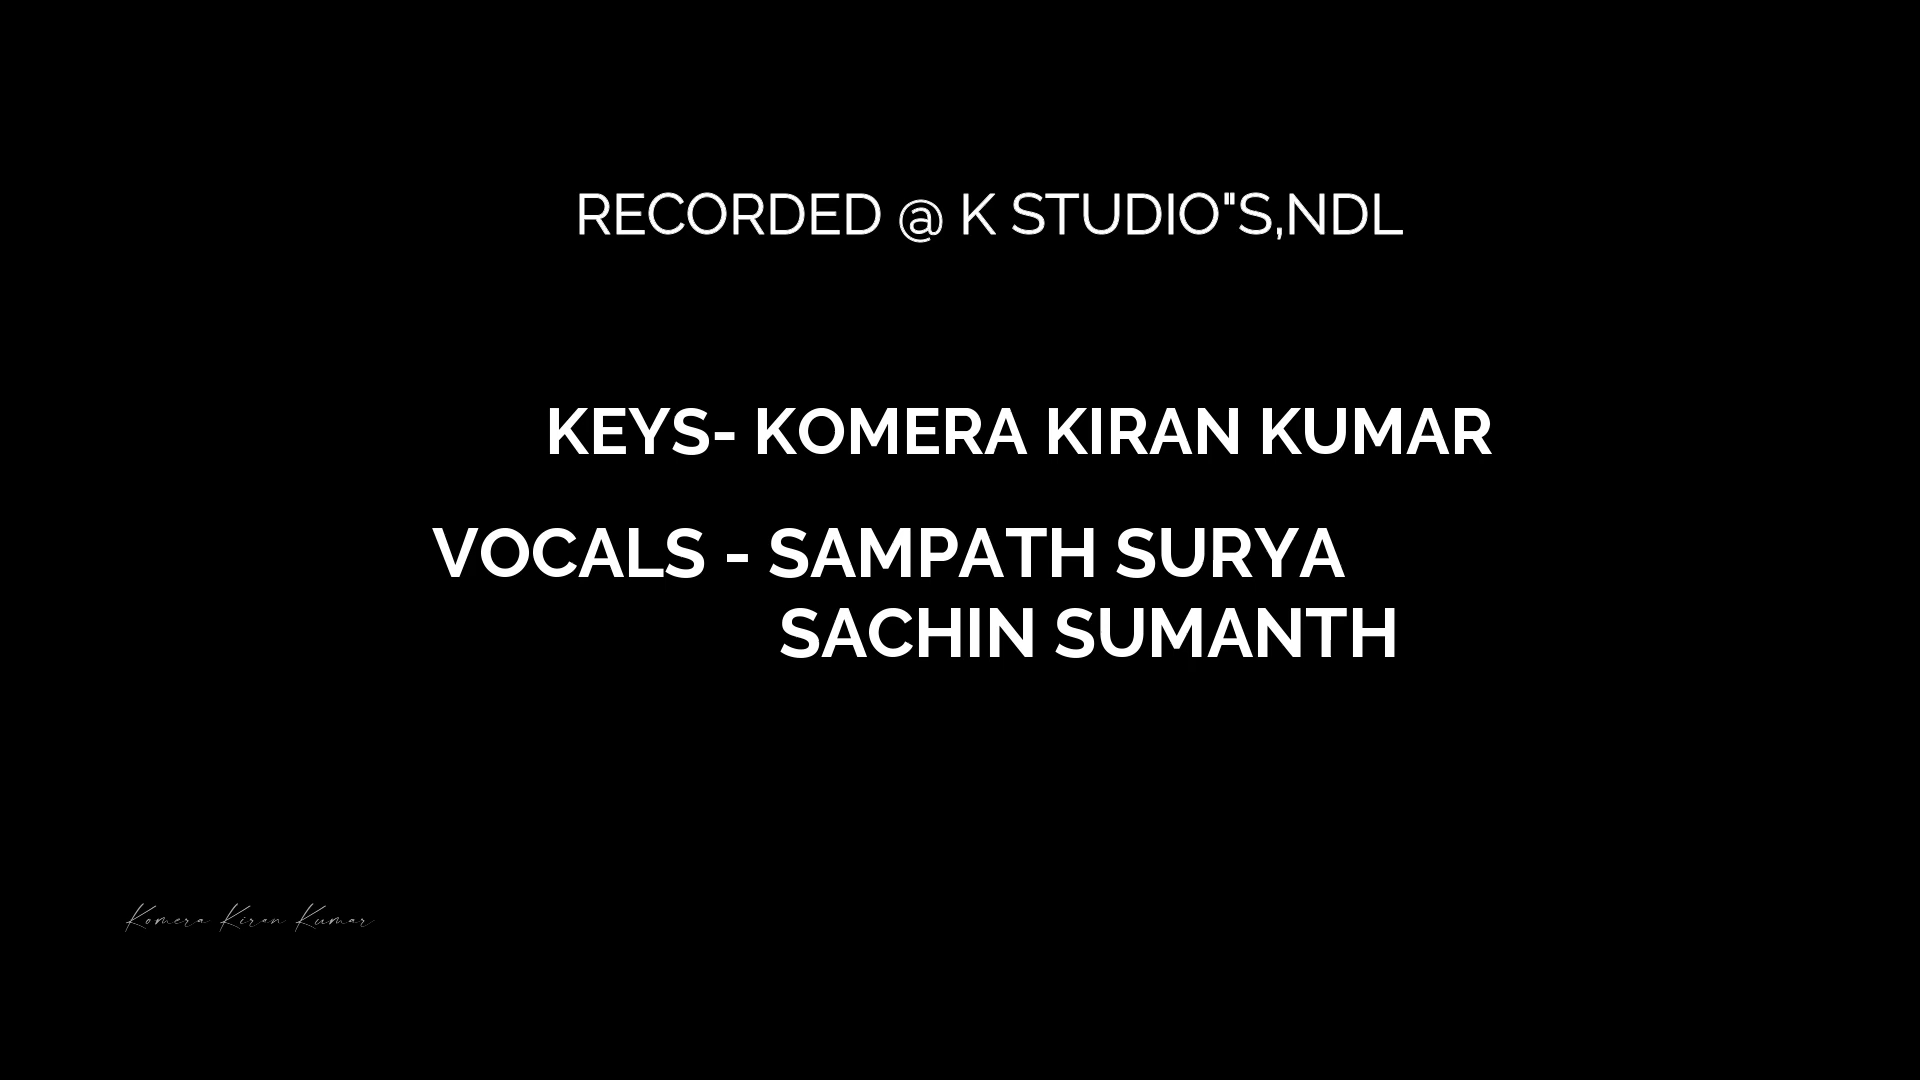 RECORDED @ K STUDIO"S,NDL
KEYS- KOMERA KIRAN KUMAR
VOCALS - SAMPATH SURYA
SACHIN SUMANTH
Komera Kiran Kumar